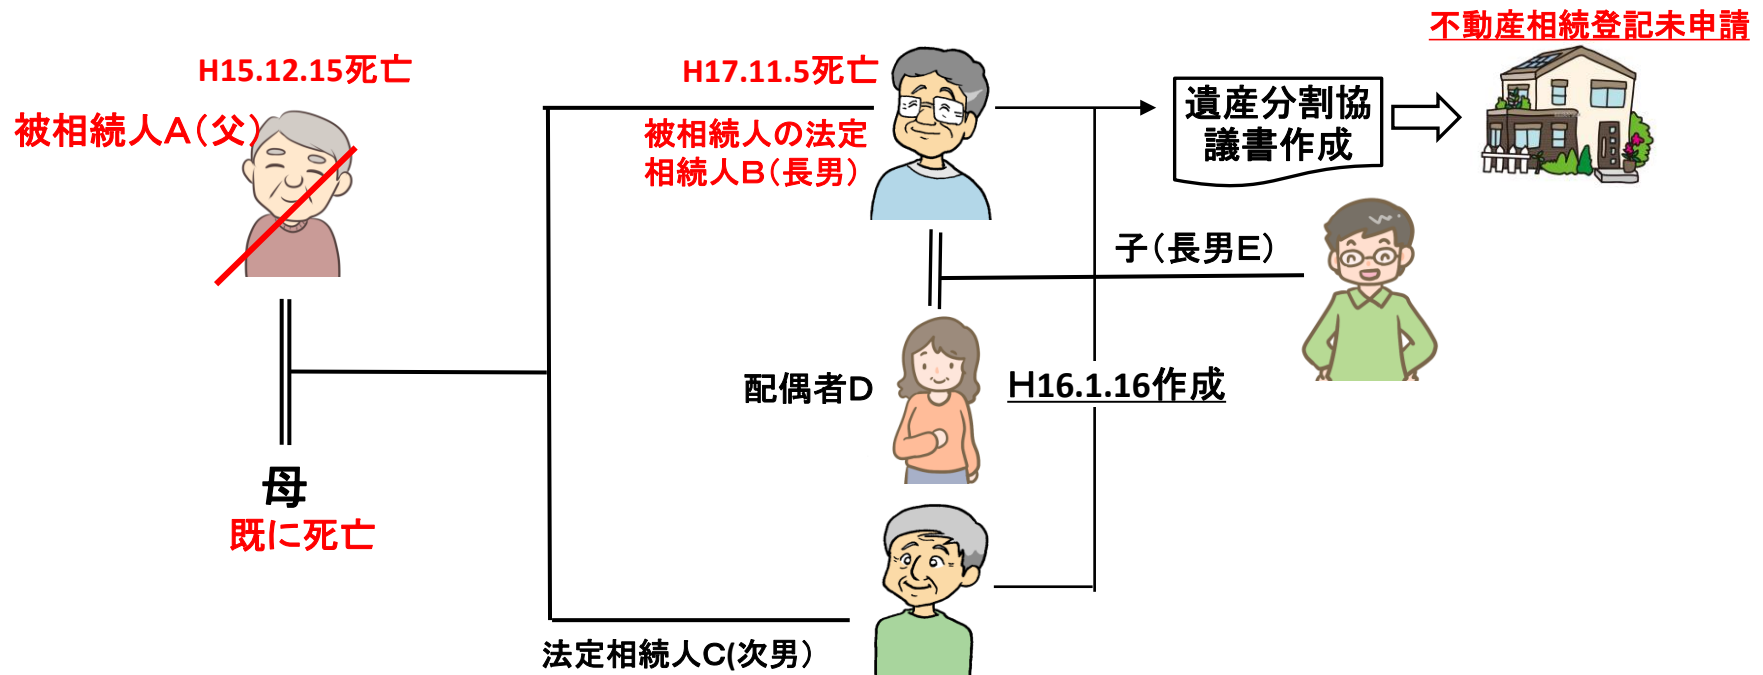 不動産相続登記未申請
H15.12.15死亡
H17.11.5死亡
被相続人A（父）
被相続人の法定
相続人B（長男）
遺産分割協
議書作成
子（長男E）
配偶者D
H16.1.16作成
母
既に死亡
法定相続人C(次男）